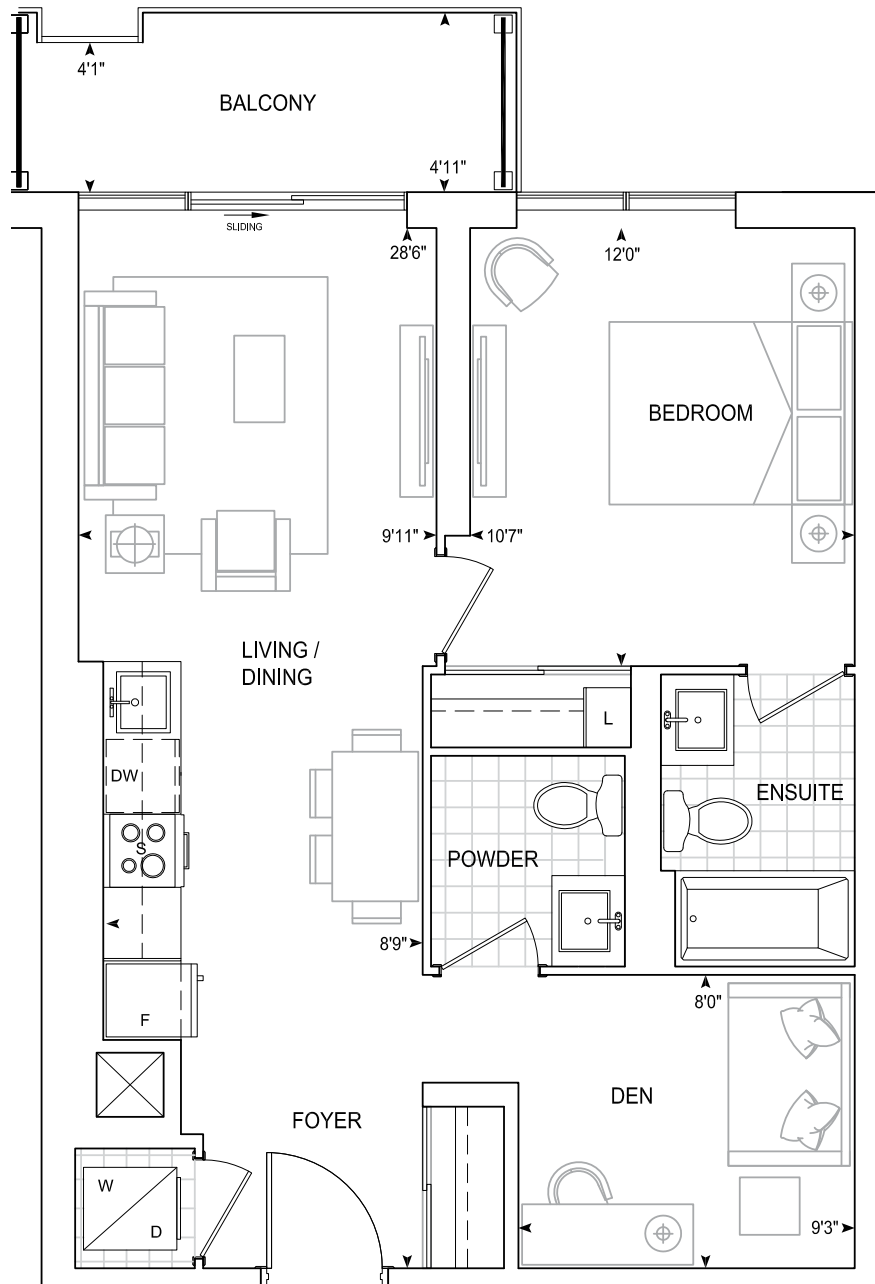 4'1"
BALCONY
4'11"
SLIDING
28'6"
12'0"
BEDROOM
9'11"
10'7"
LIVING /
DINING
L
DW
ENSUITE
S
POWDER
8'9"
8'0"
F
DEN
FOYER
W
D
9'3"